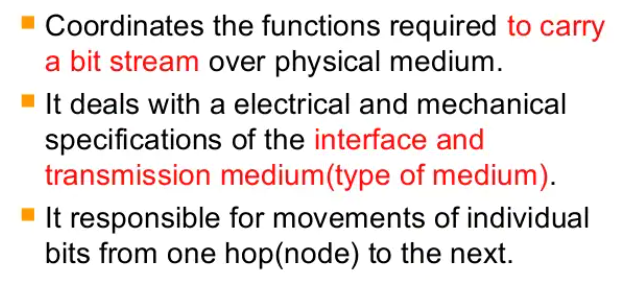 Coordinates the functions required to carry
a bit stream over physical medium.
It deals with a electrical and mechanical
specifications of the interface and
transmission medium(type of medium).
It responsible for movements of individual
bits from one hop(node) to the next.